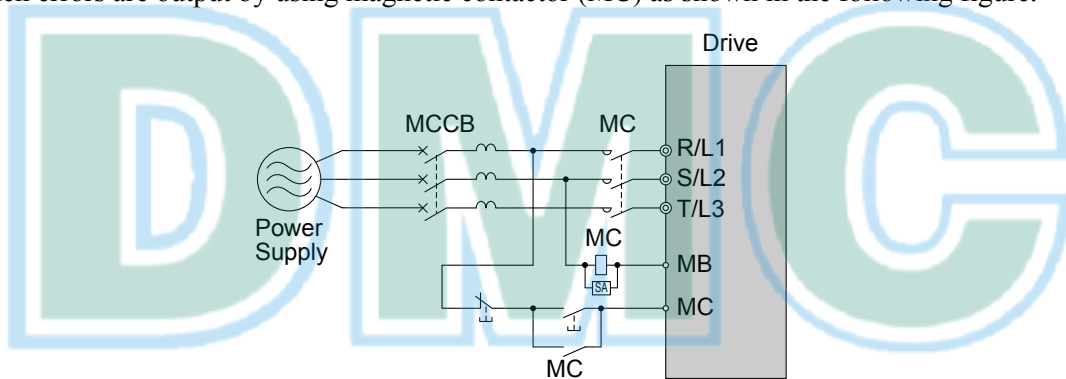 errors are output by using magnetic contactor (MC) as shown in the following figure.
Drive
MCCB
MC
R/L1
S/L2
T/L3
Power
Supply
MC
MB
SA
MC
MC
DMC